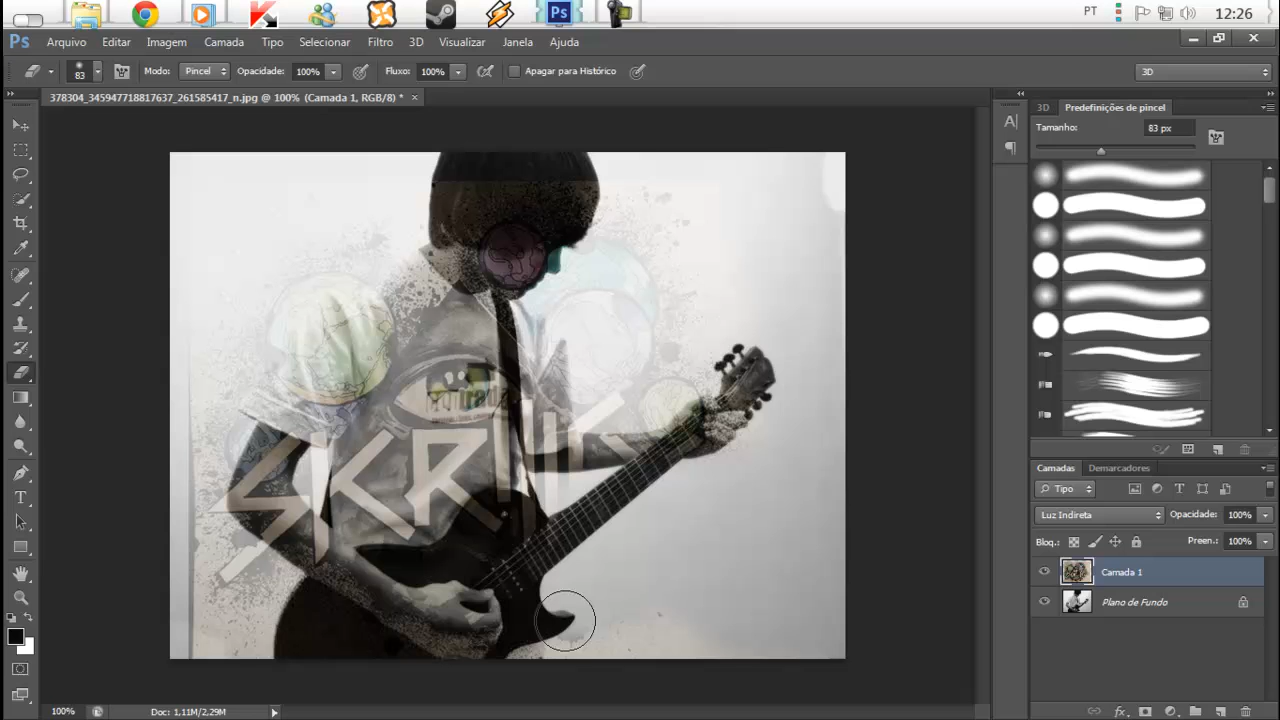 PT
12:26
Ps
Arquivo Editar Imagem Camada Tipo Selecionar Filtro 3D Visualizar Janela Ajuda
83 Modo: Pincel Opacidade: 100% Fluxo: 100% Apagar para Histórico 3D
378304_345947718817637_261585417_n.jpg @ 100% (Camada 1, RGB/8) * ×
3D Predefinições de pincel
Tamanho: 83 px
SKRILL
Camadas Demarcadores
Tipo
Luz Indireta Opacidade: 100%
Bloq.: Preen.: 100%
Camada 1
Plano de Fundo
100% Doc: 1,11M/2,29M